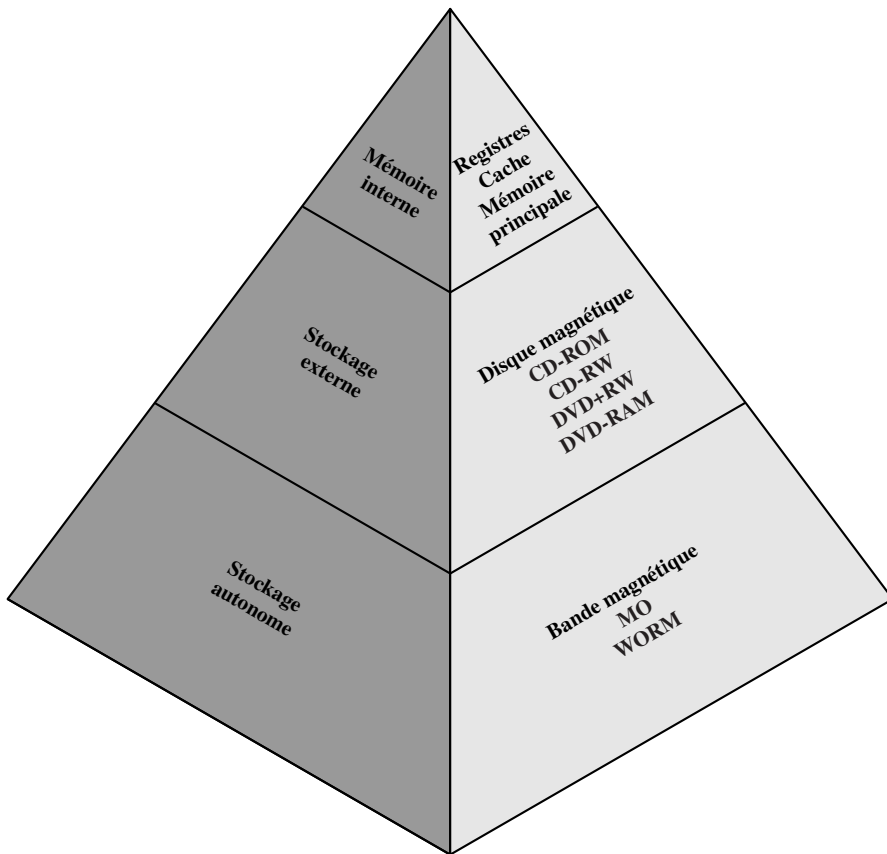 Mémoire
interne
Registres
Cache
Mémoire
principale
Stockage
externe
Disque magnétique
CD-ROM
CD-RW
DVD+RW
DVD-RAM
Stockage
autonome
Bande magnétique
MO
WORM